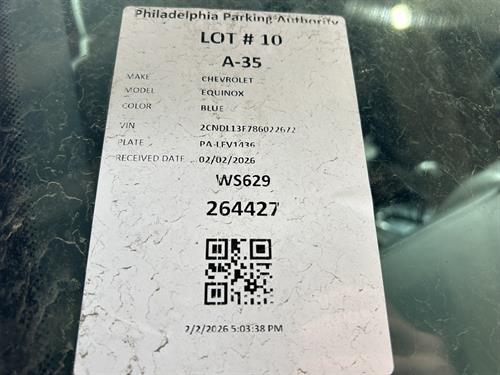 Philadelphia Parking Authority
LOT # 10
A-35
MAKE CHEVROLET
MODEL EQUINOX
COLOR BLUE
VIN 2CNDL13F786022672
PLATE PA-LFV1436
RECEIVED DATE 02/02/2026
WS629
264427
2/2/2026 5:03:38 PM